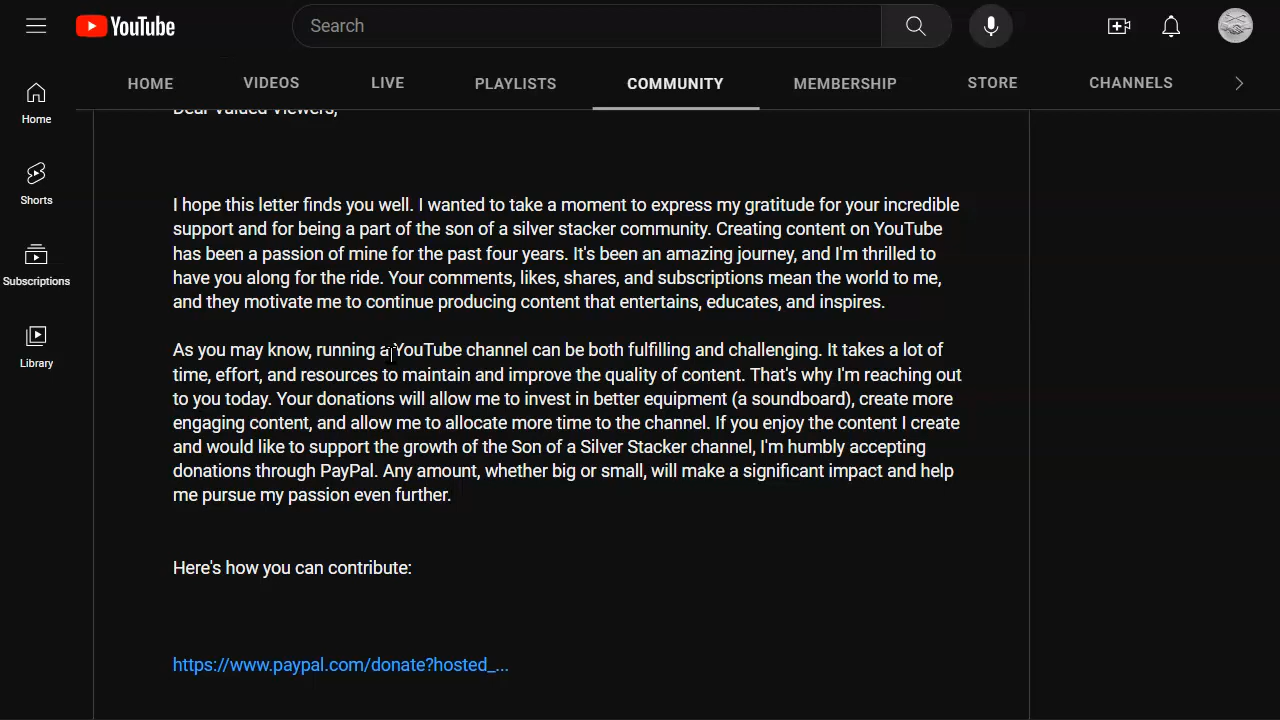 YouTube
Search
HOME
VIDEOS
LIVE
PLAYLISTS
COMMUNITY
MEMBERSHIP
STORE
CHANNELS
Home
Shorts
Subscriptions
Library
Dear Valued Viewers,
I hope this letter finds you well. I wanted to take a moment to express my gratitude for your incredible
support and for being a part of the son of a silver stacker community. Creating content on YouTube
has been a passion of mine for the past four years. It's been an amazing journey, and I'm thrilled to
have you along for the ride. Your comments, likes, shares, and subscriptions mean the world to me,
and they motivate me to continue producing content that entertains, educates, and inspires.
As you may know, running a YouTube channel can be both fulfilling and challenging. It takes a lot of
time, effort, and resources to maintain and improve the quality of content. That's why I'm reaching out
to you today. Your donations will allow me to invest in better equipment (a soundboard), create more
engaging content, and allow me to allocate more time to the channel. If you enjoy the content I create
and would like to support the growth of the Son of a Silver Stacker channel, I'm humbly accepting
donations through PayPal. Any amount, whether big or small, will make a significant impact and help
me pursue my passion even further.
Here's how you can contribute:
https://www.paypal.com/donate?hosted_...